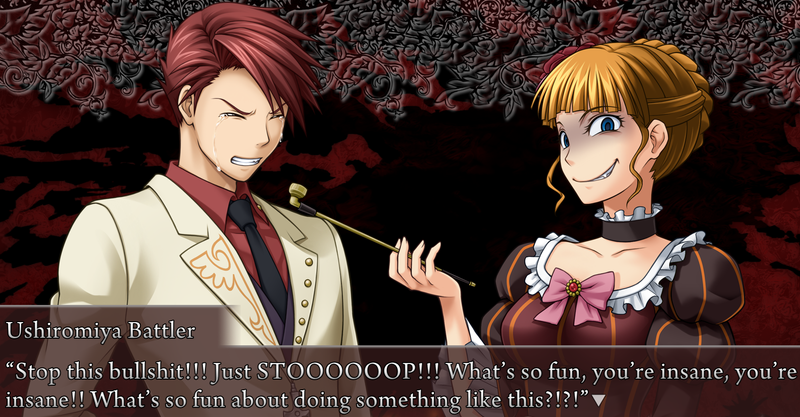 Ushiromiya Battler
“Stop this bullshit!!! Just STOOOOOOP!!! What’s so fun, you’re insane, you’re
insane!! What’s so fun about doing something like this?!?!”